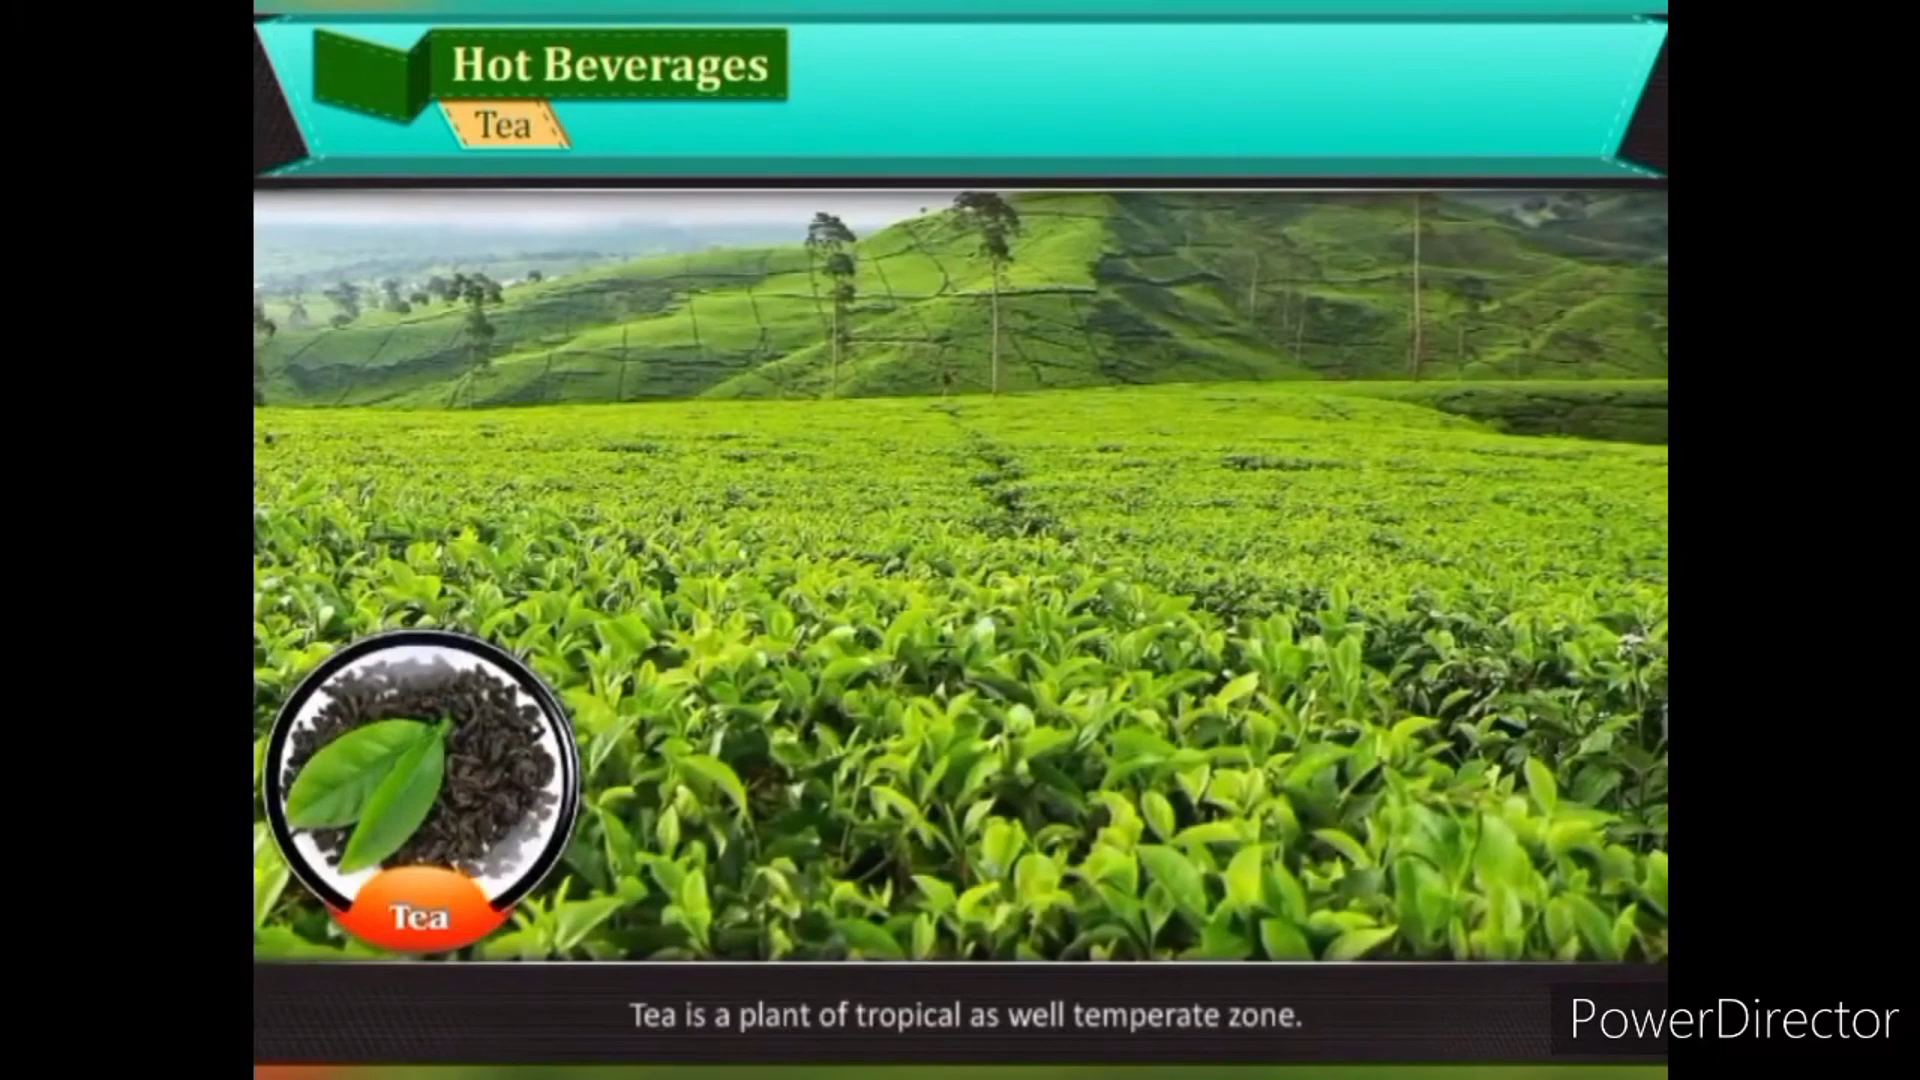 Hot Beverages
Tea
Tea
Tea is a plant of tropical as well temperate zone.
PowerDirector